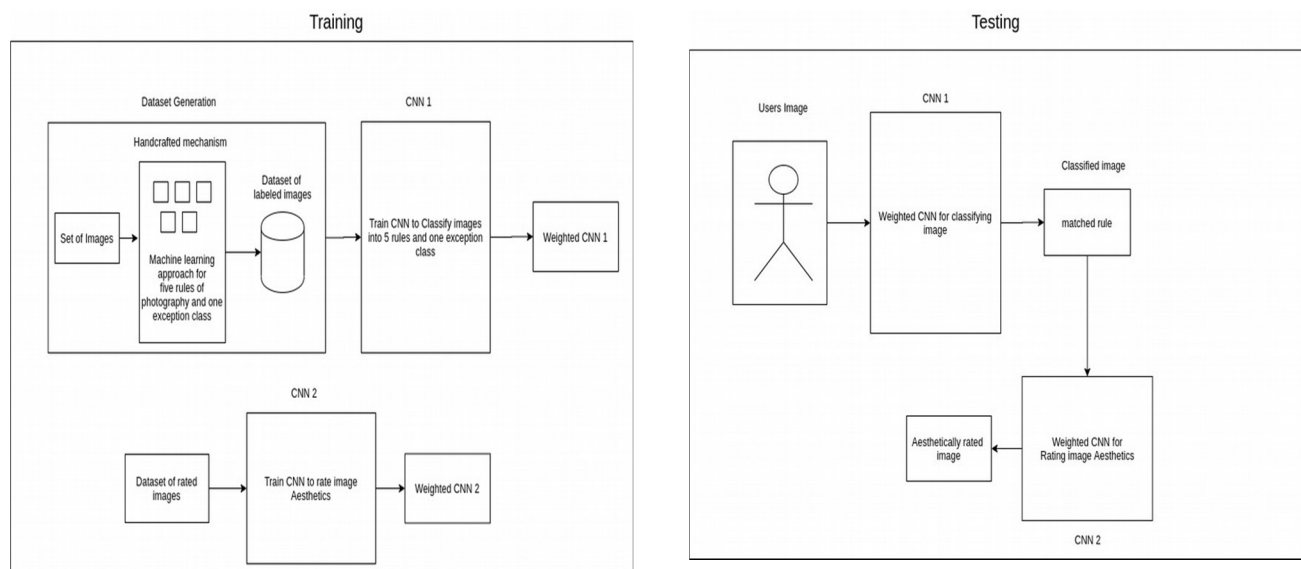 Training
Dataset Generation
CNN 1
Handcrafted mechanism
Dataset of
labeled images
Set of Images
Machine learning
approach for
five rules of
photography and one
exception class
Train CNN to Classify images
into 5 rules and one exception
class
Weighted CNN 1
CNN 2
Dataset of rated
images
Train CNN to rate image
Aesthetics
Weighted CNN 2
Testing
Users Image
CNN 1
Classified image
Weighted CNN for classifying
image
matched rule
Aesthetically rated
image
Weighted CNN for
Rating image Aesthetics
CNN 2